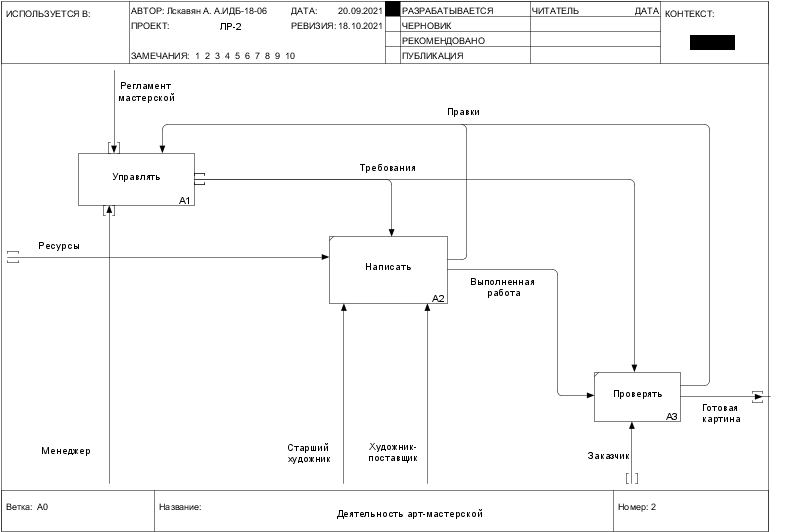 ИСПОЛЬЗУЕТСЯ В:
АВТОР: Лскавян А. А.ИДБ-18-06
ДАТА: 20.09.2021
ПРОЕКТ: ЛР-2
РЕВИЗИЯ: 18.10.2021
ЗАМЕЧАНИЯ: 1 2 3 4 5 6 7 8 9 10
РАЗРАБАТЫВАЕТСЯ
ЧЕРНОВИК
РЕКОМЕНДОВАНО
ПУБЛИКАЦИЯ
ЧИТАТЕЛЬ ДАТА
КОНТЕКСТ:
Регламент
мастерской
Правки
Управлять
A1
Требования
Ресурсы
Написать
A2
Выполненная
работа
Проверять
A3
Готовая
картина
Менеджер
Старший
художник
Художник-
поставщик
Заказчик
Ветка: A0
Название:
Деятельность арт-мастерской
Номер: 2